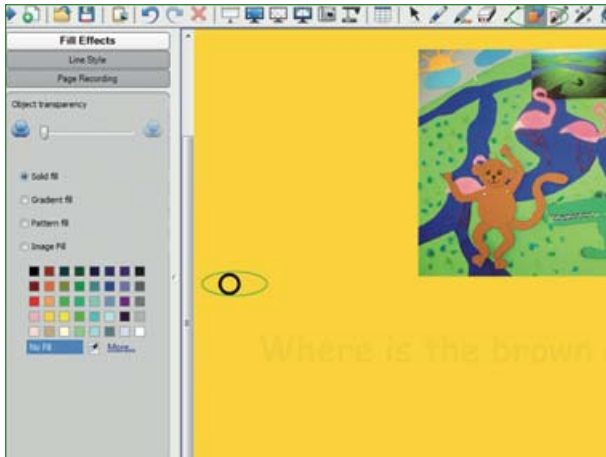 Fill Effects
Line Style
Page Recording
Object transparency
Solid fill
Gradient fill
Pattern fill
Image Fill
No Fill
More...
Where is the brown